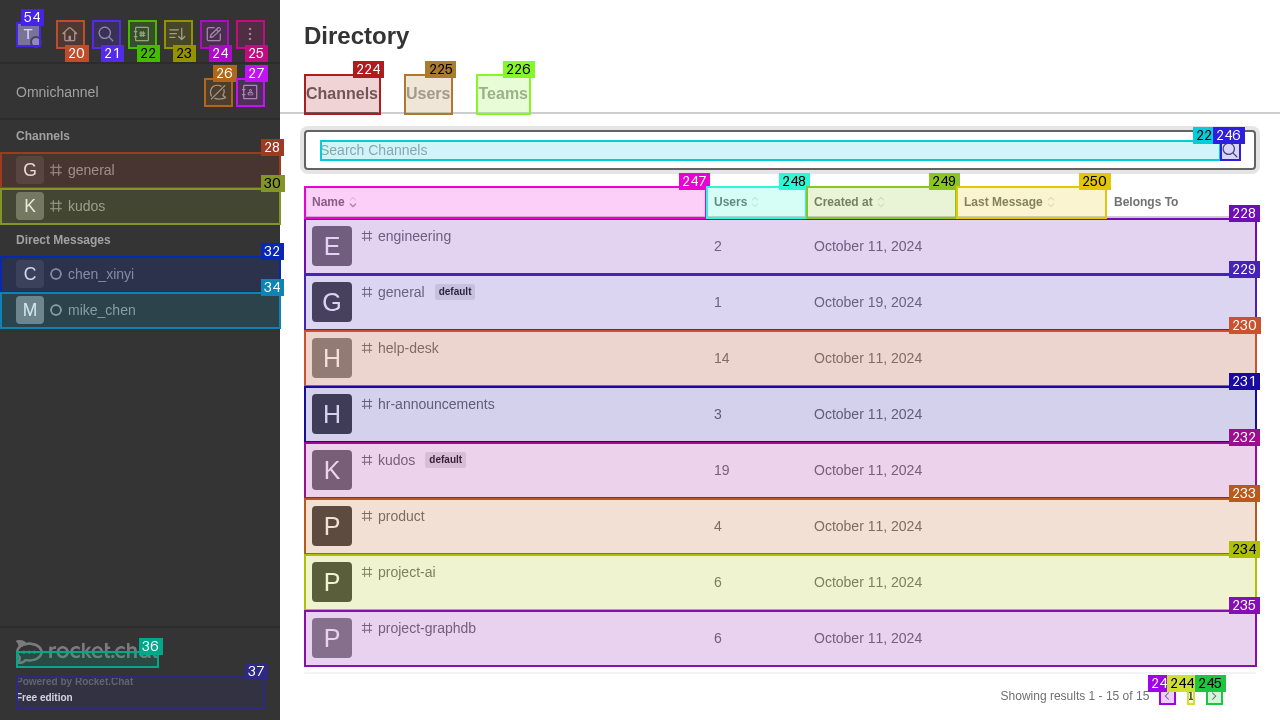 54
T
20
21
22
23
24
25
Omnichannel
26
27
Channels
28
G general
30
K kudos
Direct Messages
32
C chen_xinyi
34
M mike_chen
36
rocket.chat
37
Powered by Rocket.Chat
Free edition
Directory
224
225
226
Channels
Users
Teams
Search Channels
22
246
247
248
249
250
Name
Users
Created at
Last Message
Belongs To
228
E engineering 2 October 11, 2024
229
G general default 1 October 19, 2024
230
H help-desk 14 October 11, 2024
231
H hr-announcements 3 October 11, 2024
232
K kudos default 19 October 11, 2024
233
P product 4 October 11, 2024
234
P project-ai 6 October 11, 2024
235
P project-graphdb 6 October 11, 2024
24
244
245
Showing results 1 - 15 of 15
1